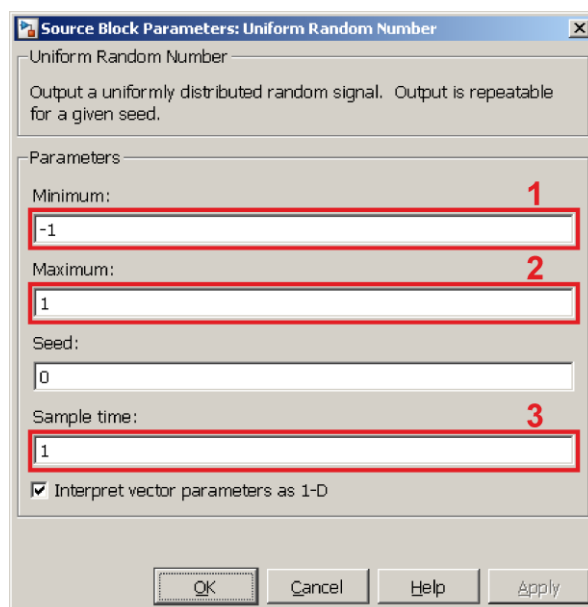 Source Block Parameters: Uniform Random Number
Uniform Random Number
Output a uniformly distributed random signal. Output is repeatable
for a given seed.
Parameters
Minimum:
1
-1
Maximum:
2
1
Seed:
0
Sample time:
3
1
Interpret vector parameters as 1-D
OK Cancel Help Apply